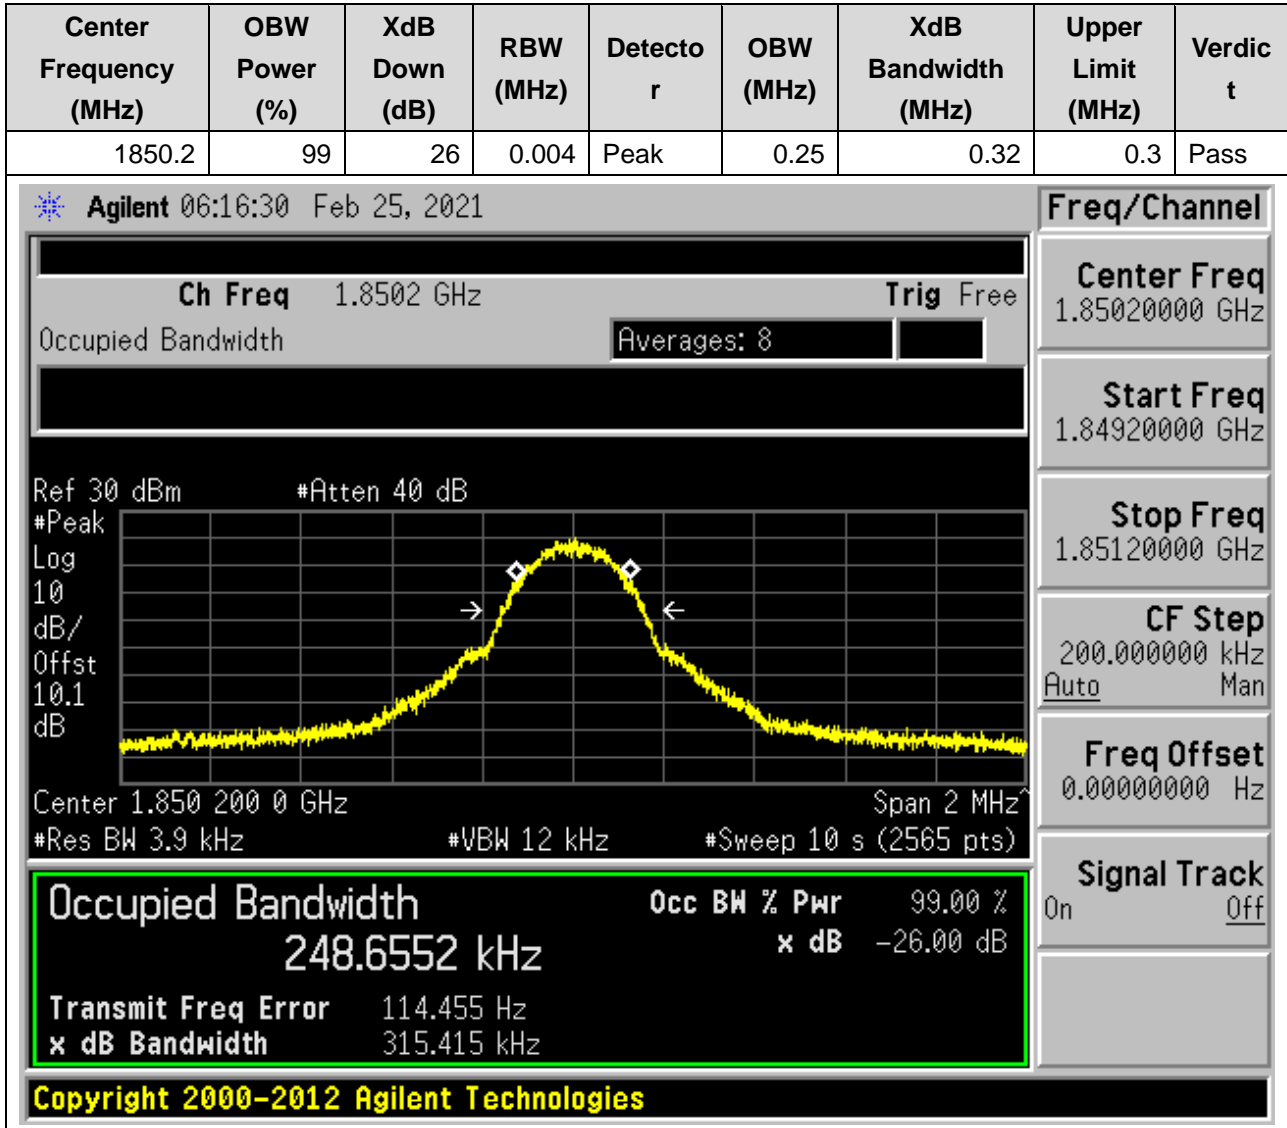 Center Frequency (MHz) OBW Power (%) XdB Down (dB) RBW (MHz) Detector OBW (MHz) XdB Bandwidth (MHz) Upper Limit (MHz) Verdict
1850.2 99 26 0.004 Peak 0.25 0.32 0.3 Pass
Agilent 06:16:30 Feb 25, 2021
Freq/Channel
Ch Freq 1.8502 GHz Trig Free
Occupied Bandwidth Averages: 8
Ref 30 dBm #Atten 40 dB
#Peak
Log
10
dB/
Offst
10.1
dB
Center 1.850 200 0 GHz Span 2 MHz^
#Res BW 3.9 kHz #VBW 12 kHz #Sweep 10 s (2565 pts)
Occupied Bandwidth Occ BW % Pwr 99.00 %
248.6552 kHz x dB -26.00 dB
Transmit Freq Error 114.455 Hz
x dB Bandwidth 315.415 kHz
Center Freq
1.85020000 GHz
Start Freq
1.84920000 GHz
Stop Freq
1.85120000 GHz
CF Step
200.000000 kHz
Auto Man
Freq Offset
0.00000000 Hz
Signal Track
On Off
Copyright 2000-2012 Agilent Technologies